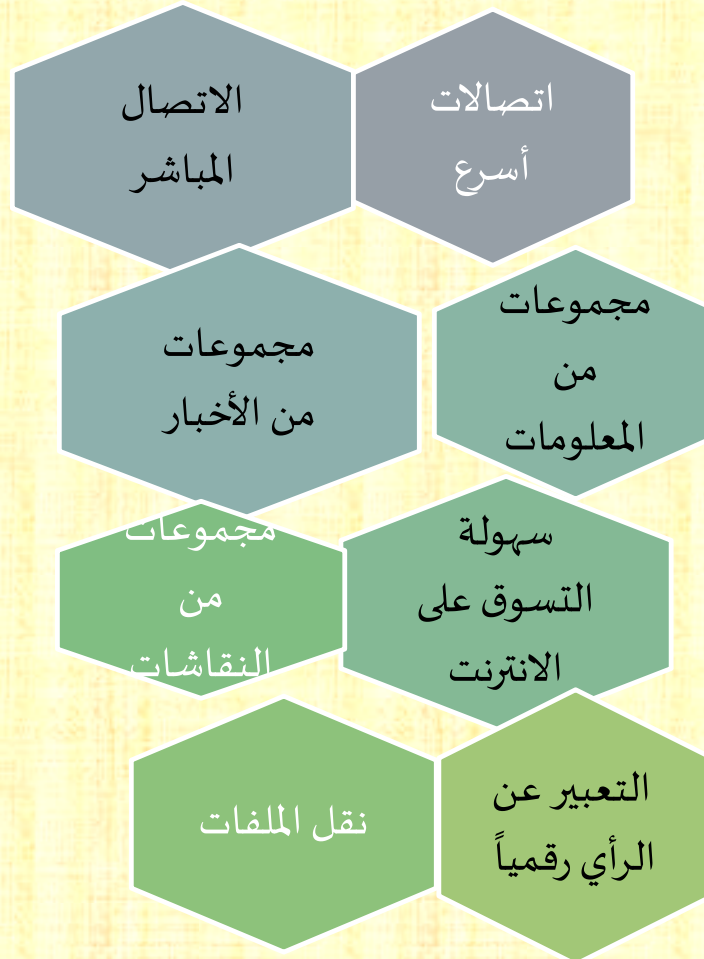 اتصالات
أسرع
الاتصال
المباشر
مجموعات
من
المعلومات
مجموعات
من الأخبار
سهولة
التسوق على
الانترنت
مجموعات
من
النقاشات
التعبير عن
الرأي رقمياً
نقل الملفات